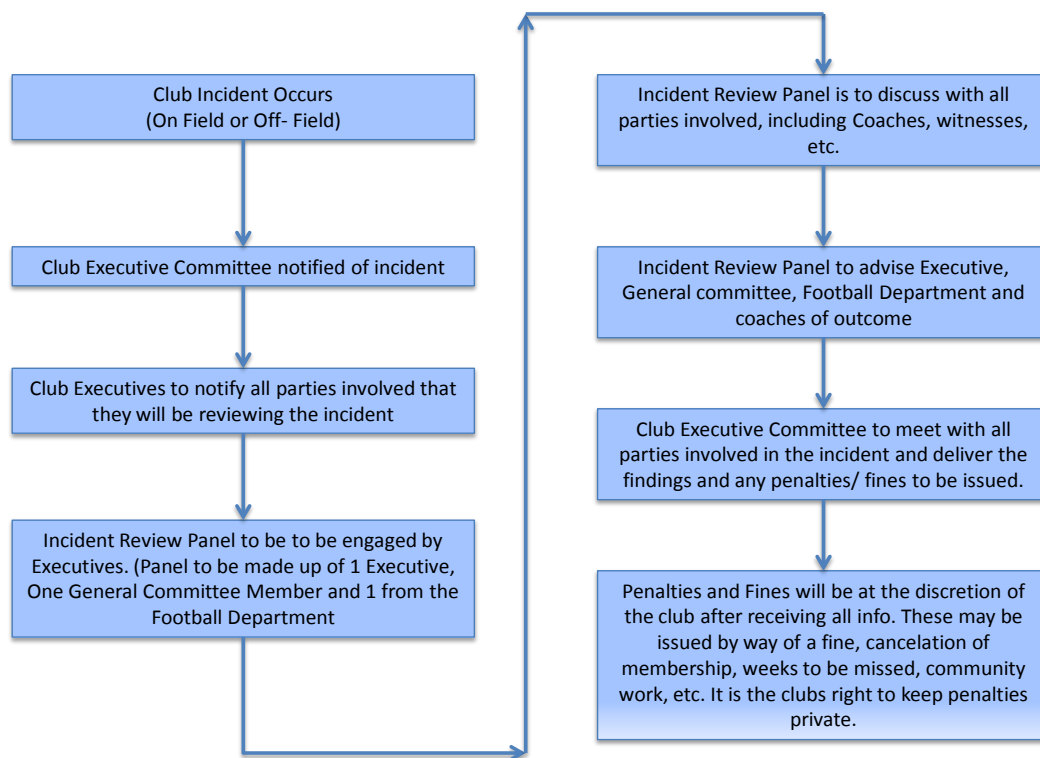 Club Incident Occurs
(On Field or Off- Field)
Club Executive Committee notified of incident
Club Executives to notify all parties involved that
they will be reviewing the incident
Incident Review Panel to be to be engaged by
Executives. (Panel to be made up of 1 Executive,
One General Committee Member and 1 from the
Football Department
Incident Review Panel is to discuss with all
parties involved, including Coaches, witnesses,
etc.
Incident Review Panel to advise Executive,
General committee, Football Department and
coaches of outcome
Club Executive Committee to meet with all
parties involved in the incident and deliver the
findings and any penalties/ fines to be issued.
Penalties and Fines will be at the discretion of
the club after receiving all info. These may be
issued by way of a fine, cancelation of
membership, weeks to be missed, community
work, etc. It is the clubs right to keep penalties
private.